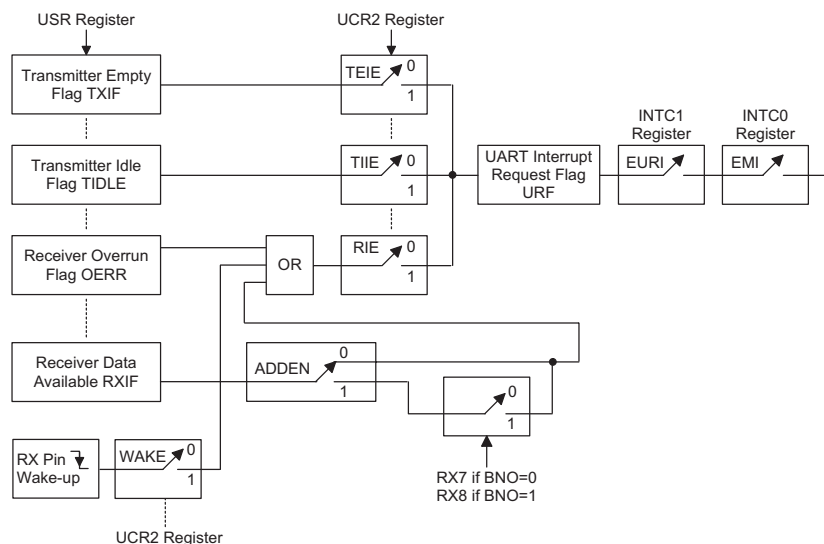 USR Register
UCR2 Register
Transmitter Empty
Flag TXIF
TEIE
0
1
INTC1
Register
INTC0
Register
Transmitter Idle
Flag TIDLE
TIIE
0
1
UART Interrupt
Request Flag
URF
EURI
EMI
Receiver Overrun
Flag OERR
OR
RIE
0
1
Receiver Data
Available RXIF
ADDEN
0
1
0
1
RX Pin
Wake-up
WAKE
0
1
RX7 if BNO=0
RX8 if BNO=1
UCR2 Register